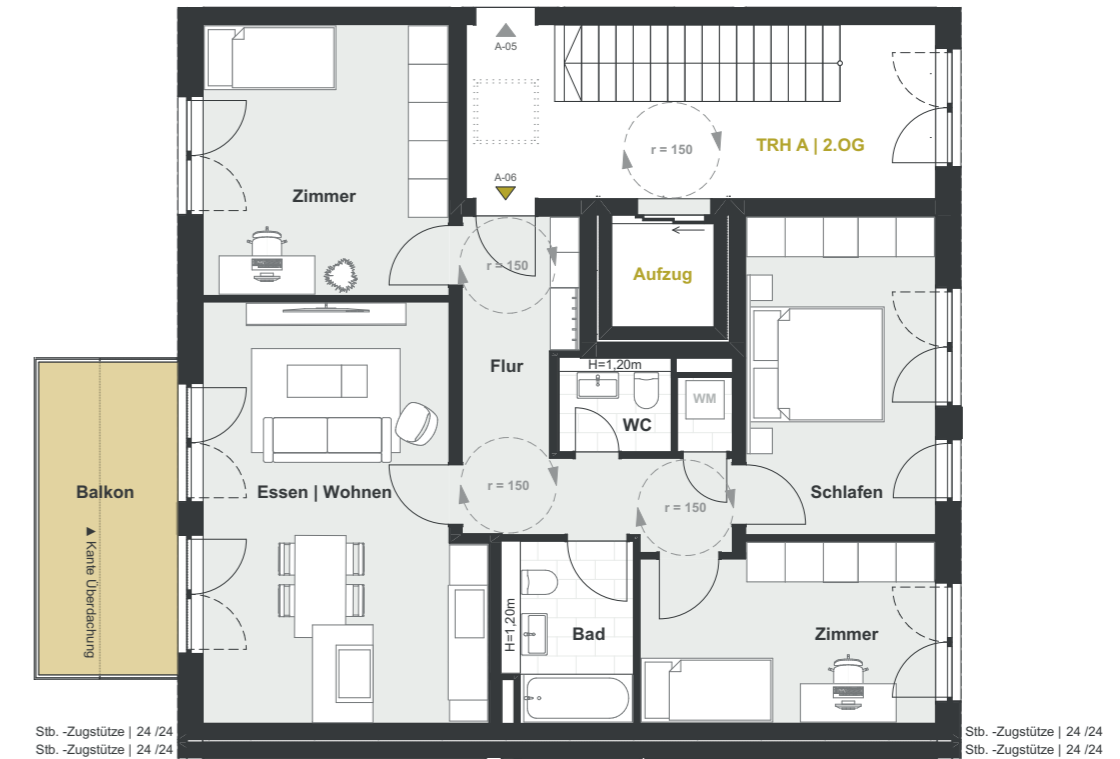 A-05
r = 150
TRH A | 2.OG
A-06
Zimmer
r = 150
Aufzug
Flur
H=1,20m
WM
WC
Balkon
Essen | Wohnen
r = 150
r = 150
Schlafen
Kante Überdachung
H=1,20m
Bad
Zimmer
Stb. -Zugstütze | 24 /24
Stb. -Zugstütze | 24 /24
Stb. -Zugstütze | 24 /24
Stb. -Zugstütze | 24 /24